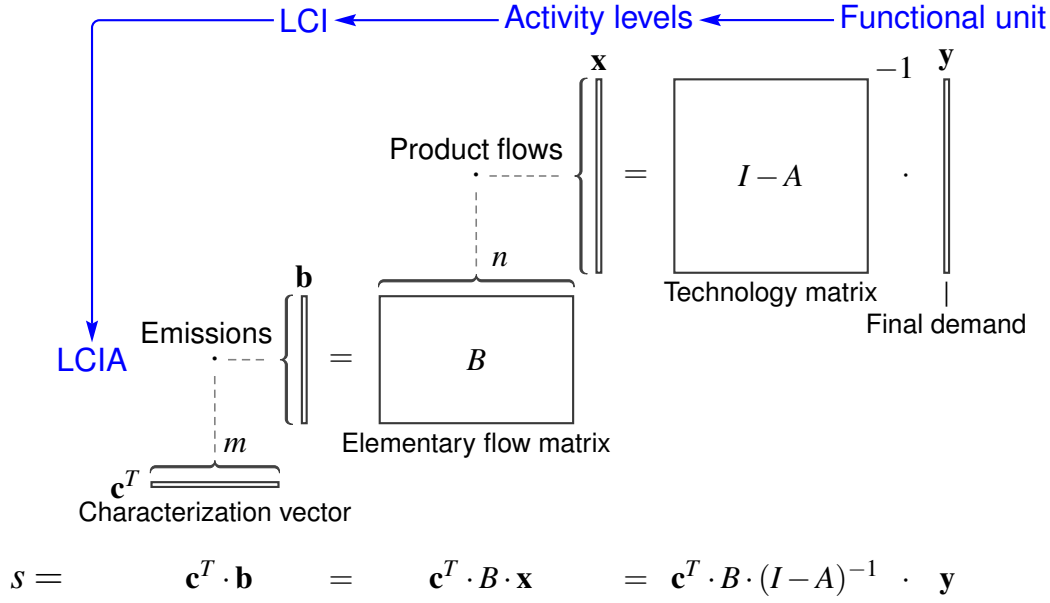 LCI Activity levels Functional unit
x −1 y
Product flows
= I − A ·
n
b Technology matrix
Final demand
Emissions
LCIA = B
Elementary flow matrix
m
c^T
Characterization vector
s = c^T · b = c^T · B · x = c^T · B · (I − A)^{−1} · y